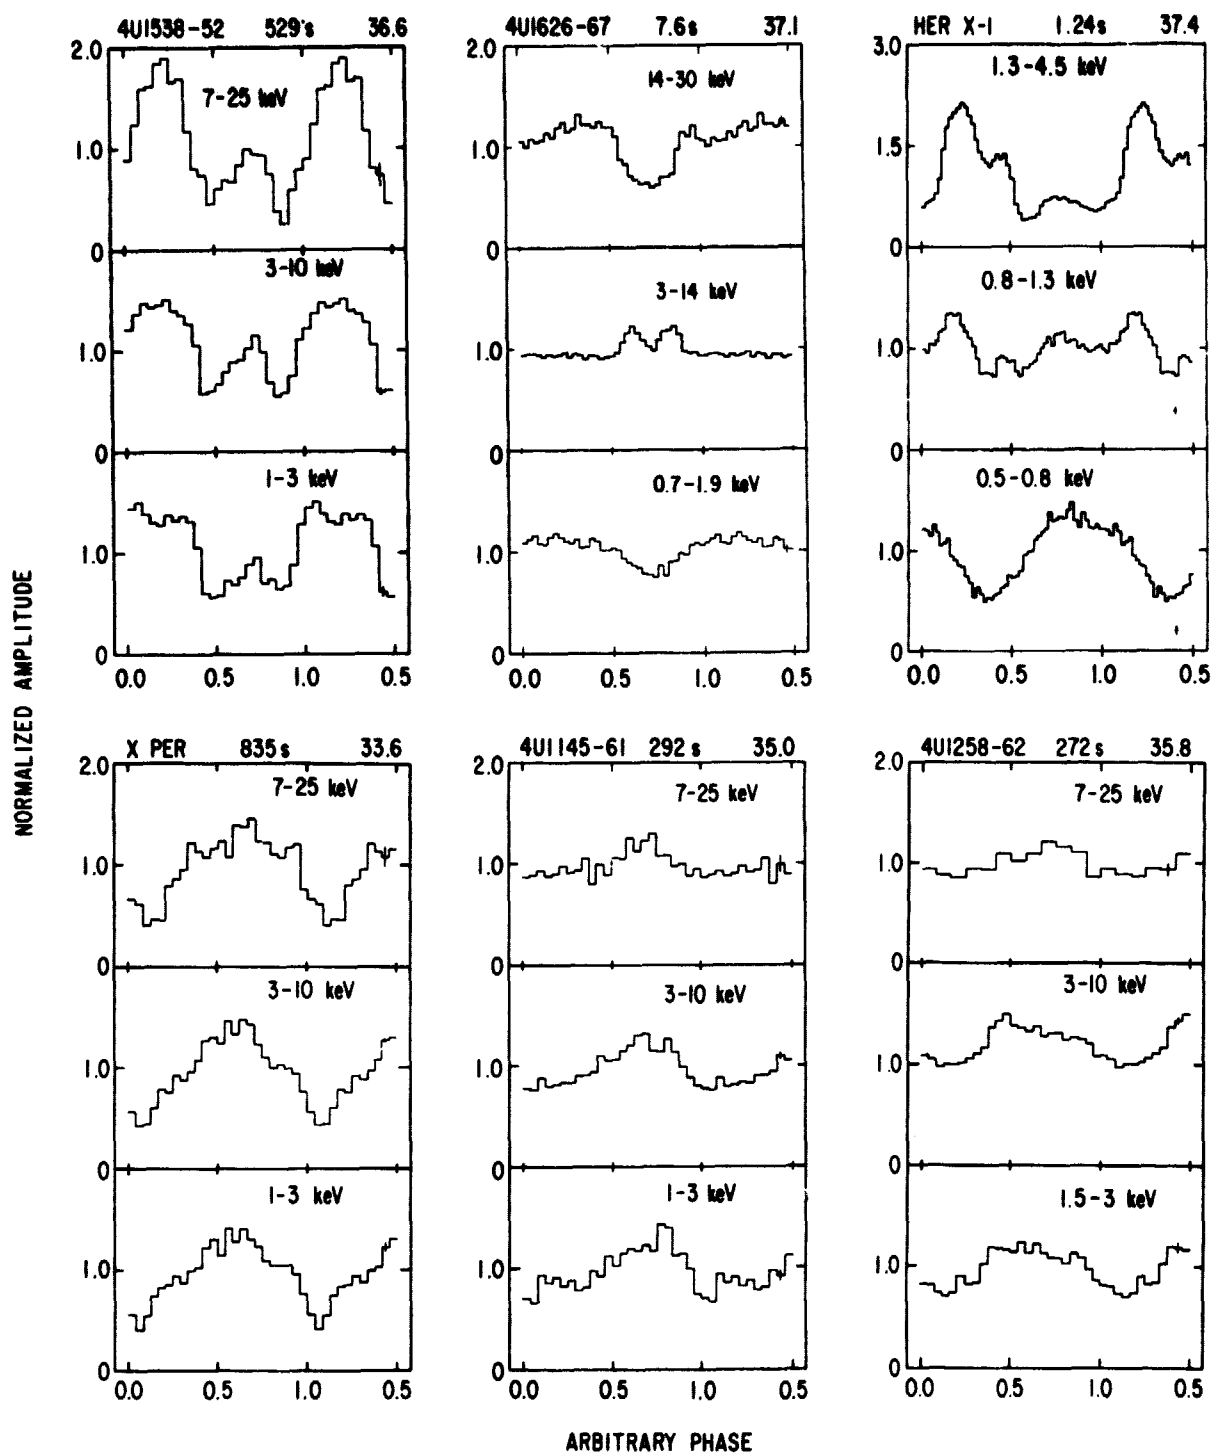 4U1538-52 529s 36.6
2.0
7-25 keV
1.0
0
3-10 keV
1.0
0
1-3 keV
1.0
0
0.0 0.5 1.0 0.5
4U1626-67 7.6s 37.1
2.0
14-30 keV
1.0
0
3-14 keV
1.0
0
0.7-1.9 keV
1.0
0
0.0 0.5 1.0 0.5
HER X-1 1.24s 37.4
3.0
1.3-4.5 keV
1.5
0
0.8-1.3 keV
1.0
0
0.5-0.8 keV
1.0
0
0.0 0.5 1.0 0.5
NORMALIZED AMPLITUDE
X PER 835s 33.6
2.0
7-25 keV
1.0
0
3-10 keV
1.0
0
1-3 keV
1.0
0
0.0 0.5 1.0 0.5
4U1145-61 292s 35.0
2.0
7-25 keV
1.0
0
3-10 keV
1.0
0
1-3 keV
1.0
0
0.0 0.5 1.0 0.5
4U1258-62 272s 35.8
2.0
7-25 keV
1.0
0
3-10 keV
1.0
0
1.5-3 keV
1.0
0
0.0 0.5 1.0 0.5
ARBITRARY PHASE